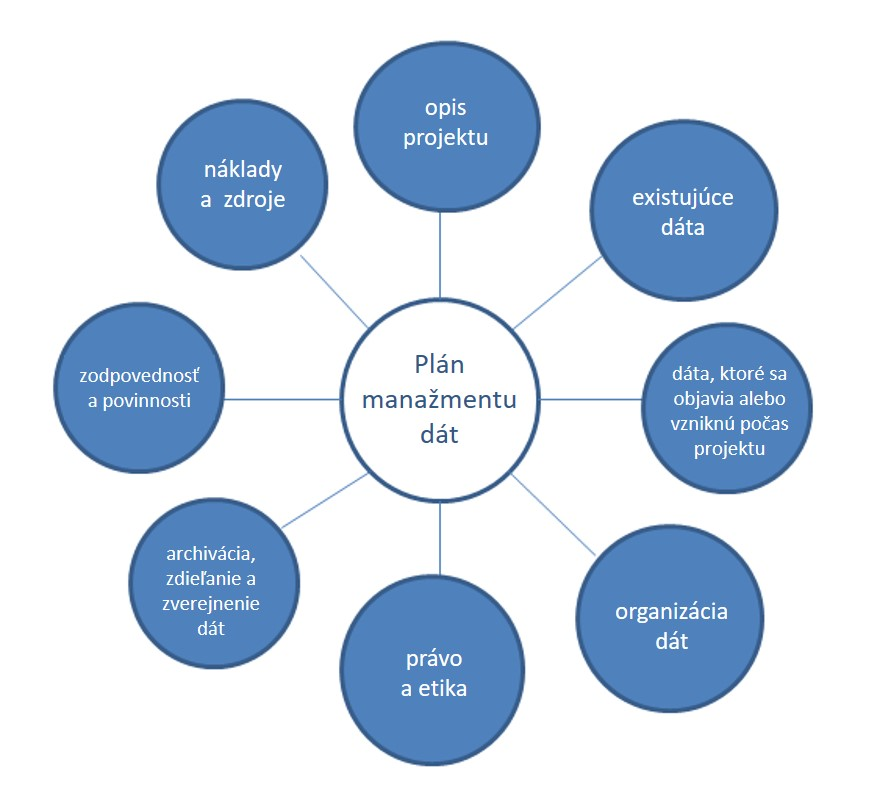 opis
projektu
existujúce
dáta
dáta, ktoré sa
objavia alebo
vzniknú počas
projektu
organizácia
dát
právo
a etika
archivácia,
zdieľanie a
zverejnenie
dát
zodpovednosť
a povinnosti
náklady
a zdroje
Plán
manažmentu
dát